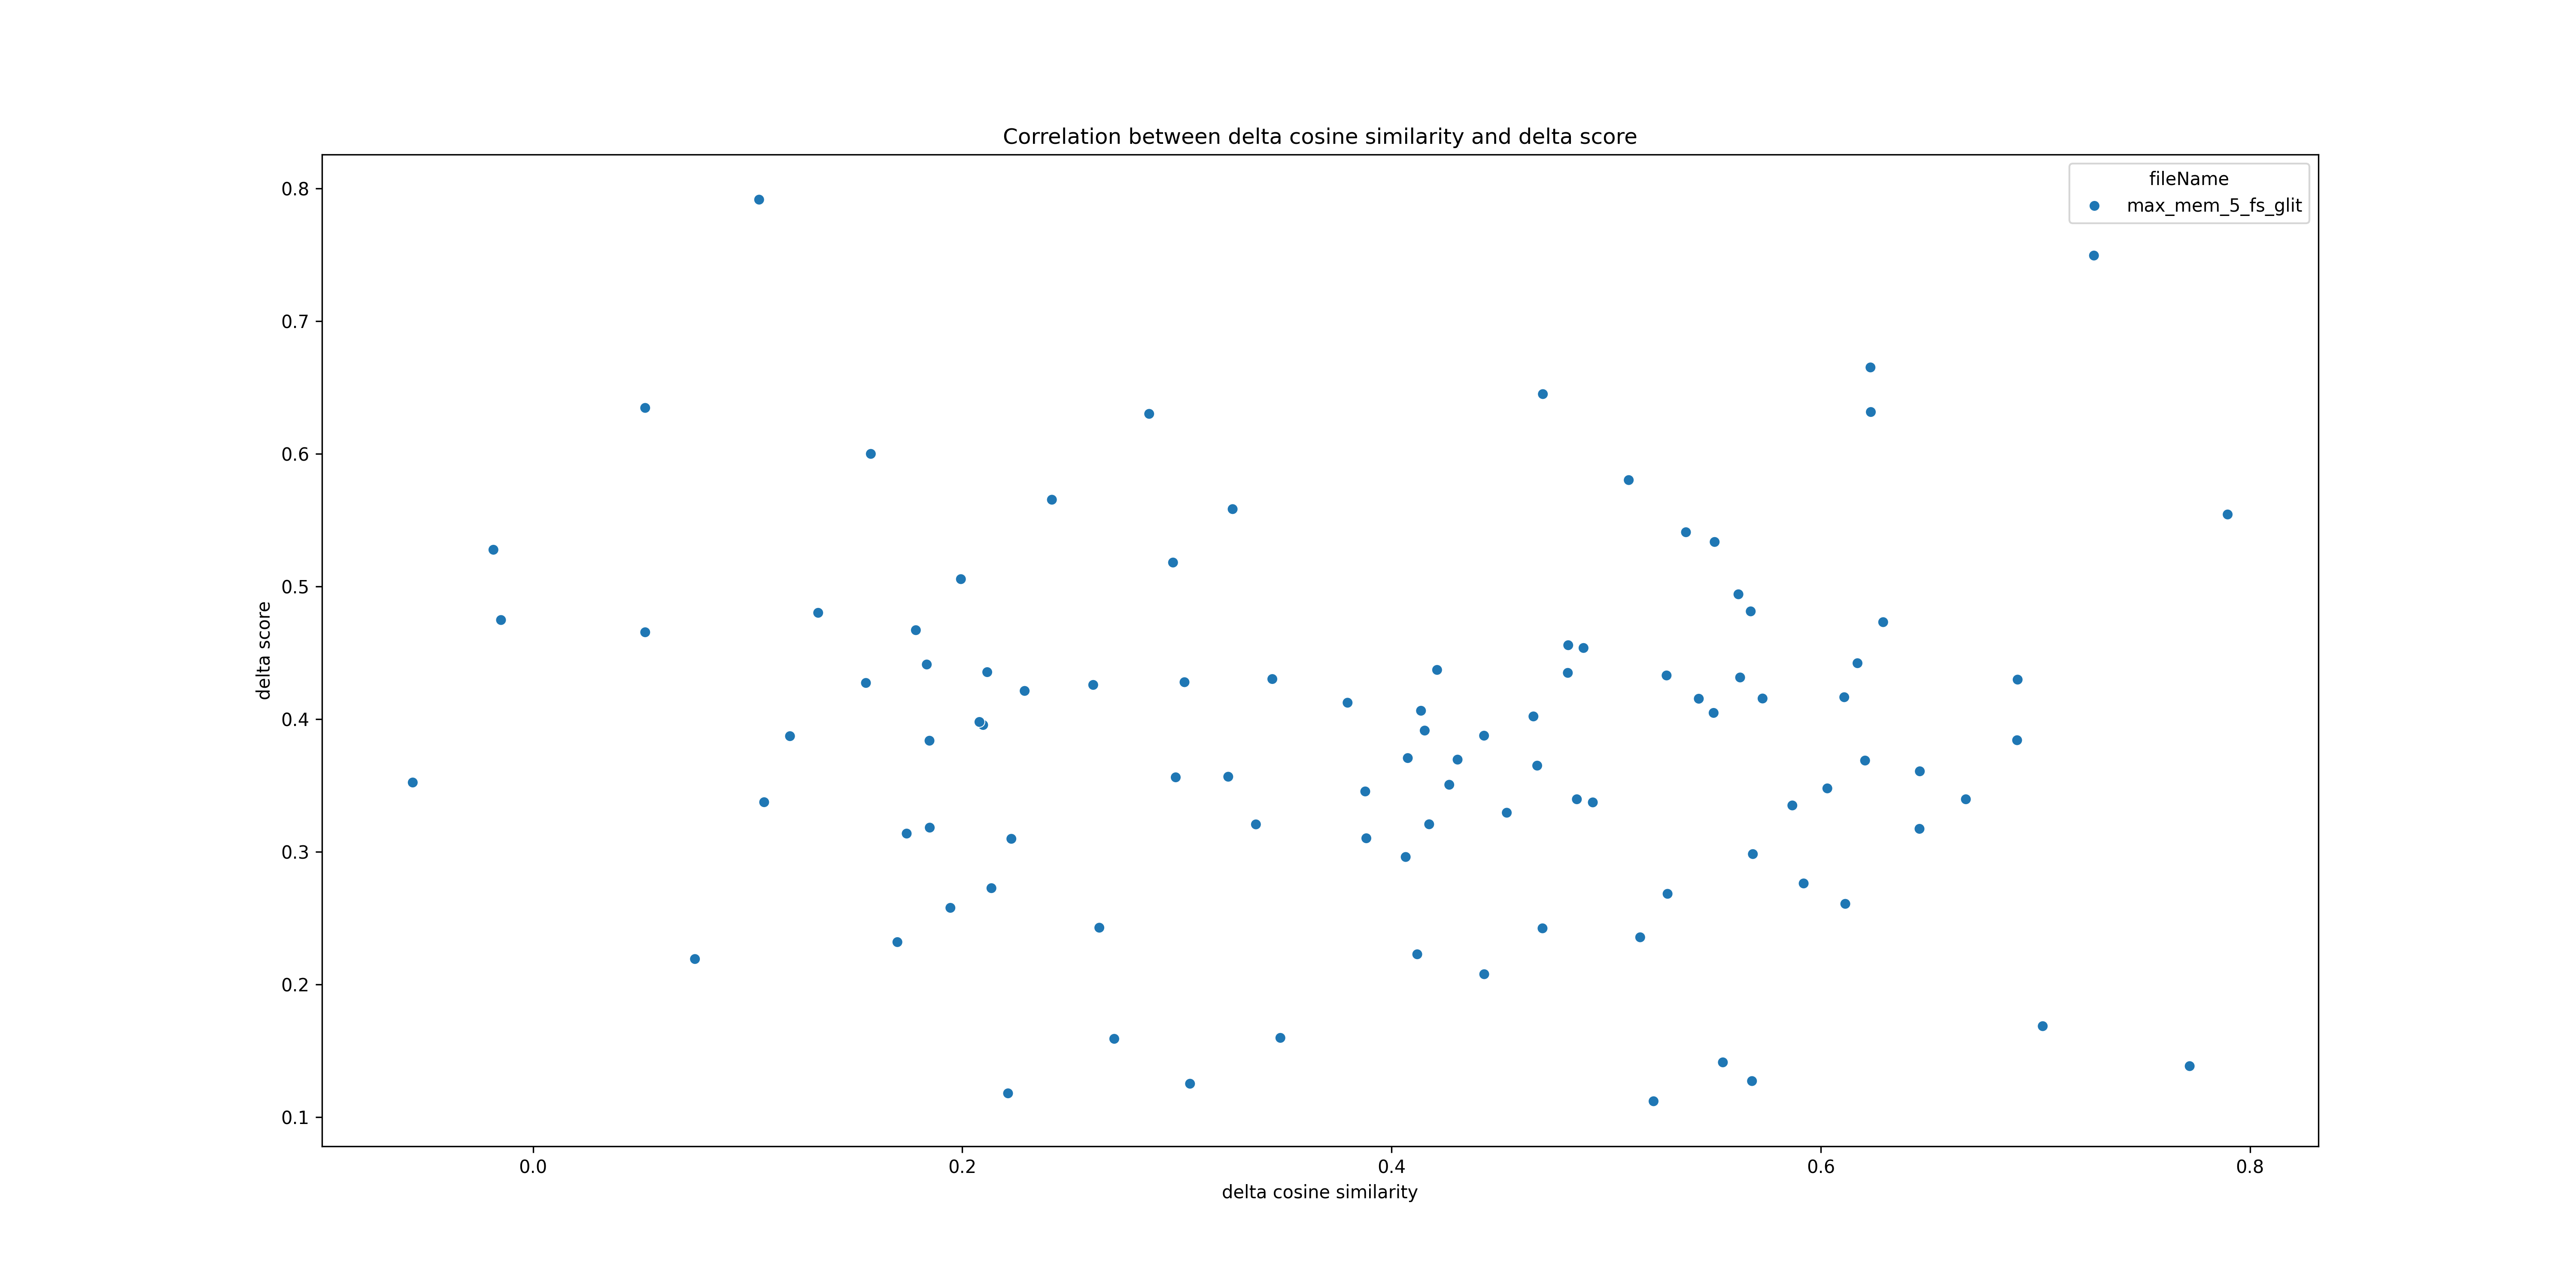 Correlation between delta cosine similarity and delta score
fileName
max_mem_5_fs_glit
0.8
0.7
0.6
0.5
0.4
0.3
0.2
0.1
delta score
0.0
0.2
0.4
0.6
0.8
delta cosine similarity